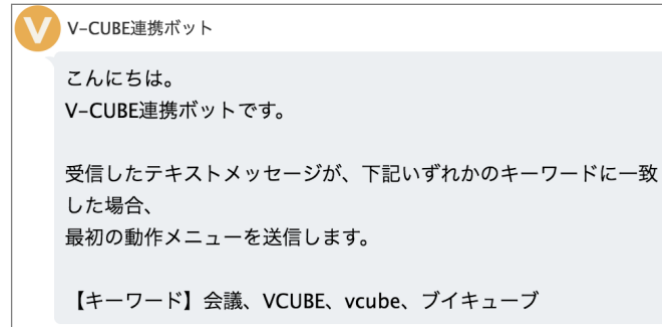 V
V-CUBE連携ボット
こんにちは。
V-CUBE連携ボットです。
受信したテキストメッセージが、下記いずれかのキーワードに一致
した場合、
最初の動作メニューを送信します。
【キーワード】会議、VCUBE、vcube、ブイキューブ